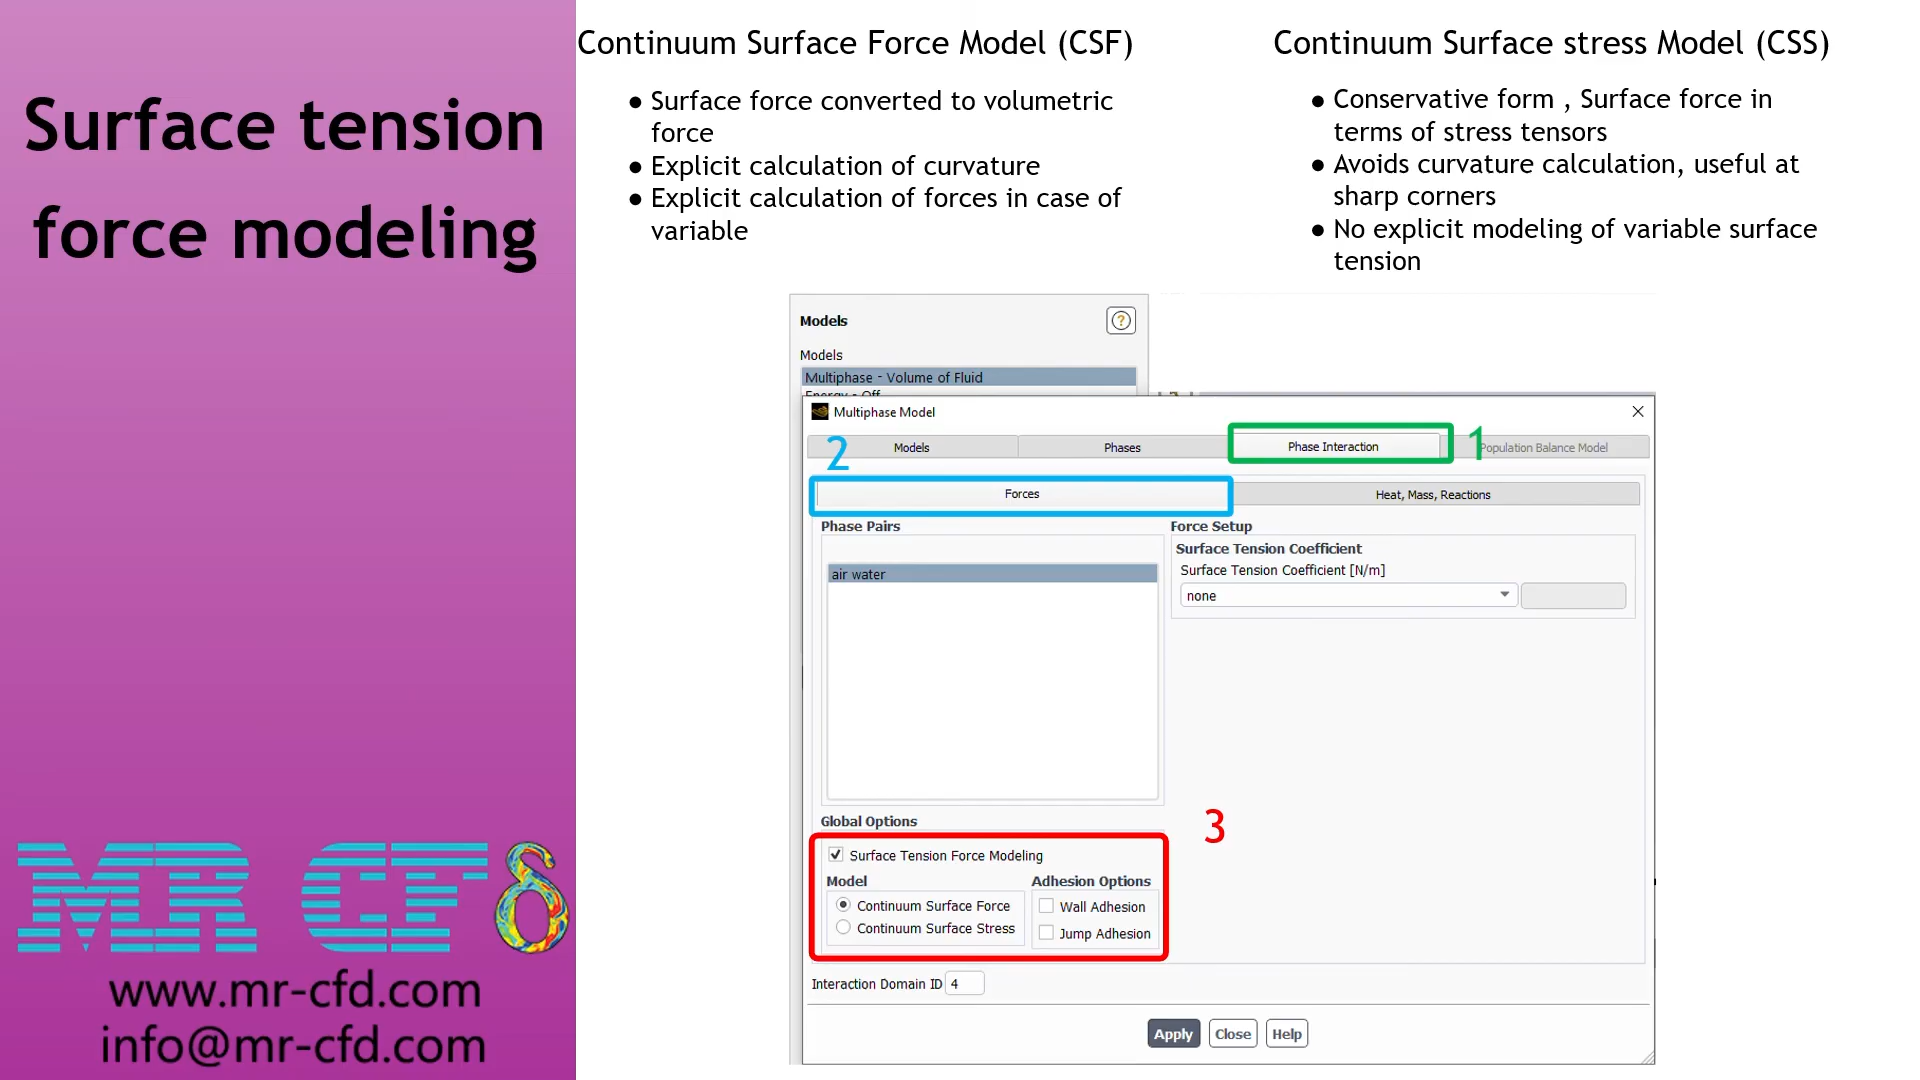 Surface tension
force modeling
MR CFδ
www.mr-cfd.com
info@mr-cfd.com
Continuum Surface Force Model (CSF)
● Surface force converted to volumetric
force
● Explicit calculation of curvature
● Explicit calculation of forces in case of
variable
Continuum Surface stress Model (CSS)
● Conservative form , Surface force in
terms of stress tensors
● Avoids curvature calculation, useful at
sharp corners
● No explicit modeling of variable surface
tension
Models
?
Models
Multiphase - Volume of Fluid
Energy - Off
Multiphase Model
2
Models
Phases
Phase Interaction
1
Population Balance Model
Forces
Heat, Mass, Reactions
Phase Pairs
air water
Force Setup
Surface Tension Coefficient
Surface Tension Coefficient [N/m]
none
Global Options
3
Surface Tension Force Modeling
Model
Continuum Surface Force
Continuum Surface Stress
Adhesion Options
Wall Adhesion
Jump Adhesion
Interaction Domain ID 4
Apply
Close
Help